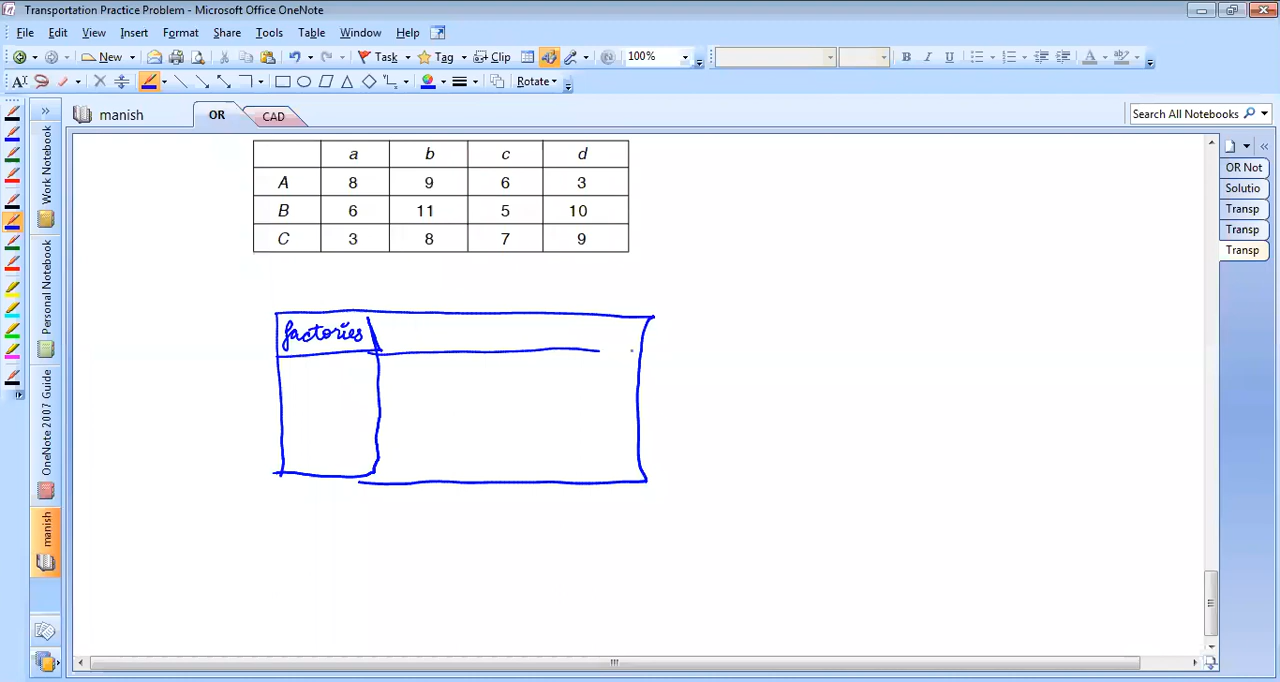 Transportation Practice Problem - Microsoft Office OneNote
File Edit View Insert Format Share Tools Table Window Help
New Task Tag Clip 100% B I U A ab
A Rotate
manish OR CAD Search All Notebooks
Work Notebook
Personal Notebook
OneNote 2007 Guide
manish
OR Not
Solutio
Transp
Transp
Transp
a b c d
A 8 9 6 3
B 6 11 5 10
C 3 8 7 9
factories